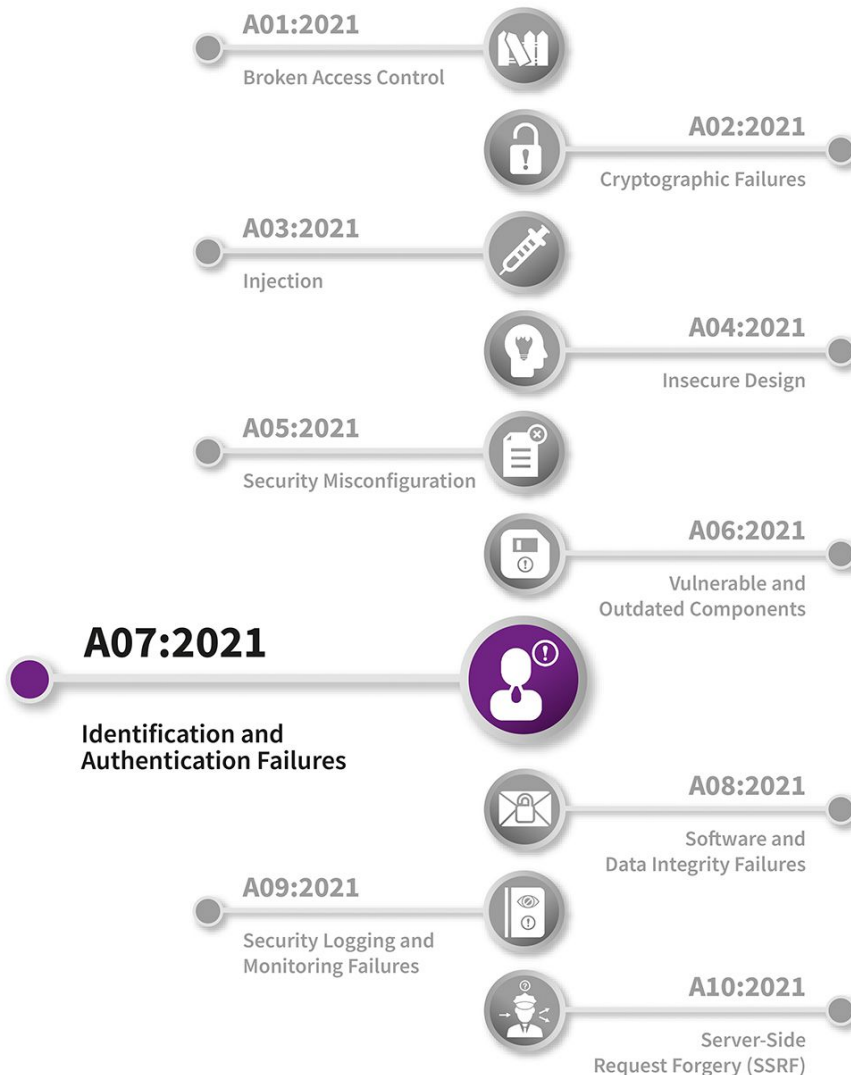 A01:2021
Broken Access Control
A02:2021
Cryptographic Failures
A03:2021
Injection
A04:2021
Insecure Design
A05:2021
Security Misconfiguration
A06:2021
Vulnerable and
Outdated Components
A07:2021
Identification and
Authentication Failures
A08:2021
Software and
Data Integrity Failures
A09:2021
Security Logging and
Monitoring Failures
A10:2021
Server-Side
Request Forgery (SSRF)